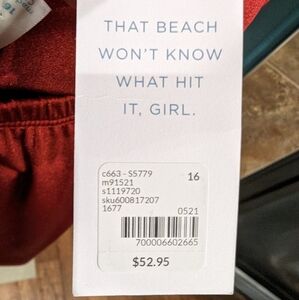 THAT BEACH
WON'T KNOW
WHAT HIT
IT, GIRL.
c663 - S5779
16
m91521
s1119720
sku600817207
1677
0521
700006602665
$52.95